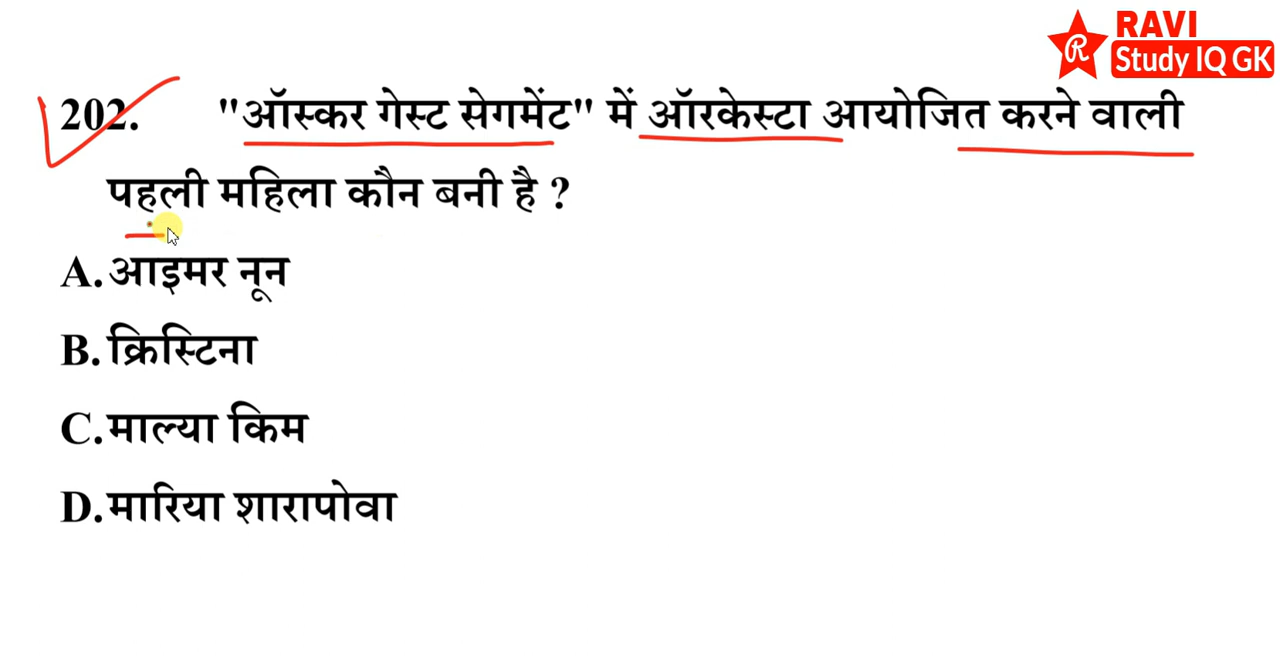 RAVI
R Study IQ GK
202. "ऑस्कर गेस्ट सेगमेंट" में ऑरकेस्टा आयोजित करने वाली
पहली महिला कौन बनी है ?
A. आइमर नून
B. क्रिस्टिना
C. माल्या किम
D. मारिया शारापोवा